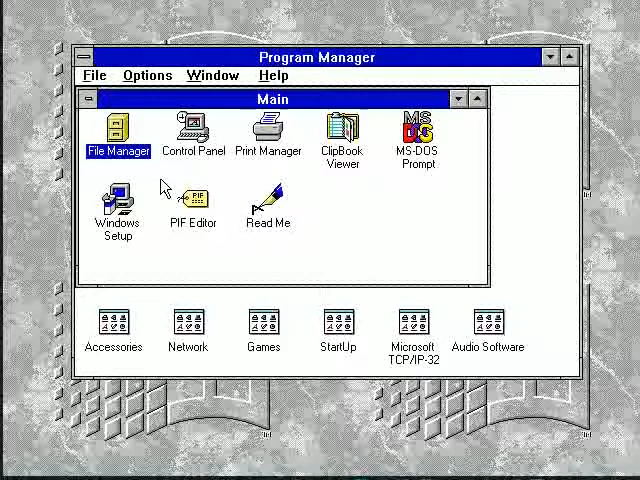 Program Manager
File Options Window Help
Main
File Manager
Control Panel
Print Manager
ClipBook
Viewer
MS-DOS
Prompt
Windows
Setup
PIF Editor
Read Me
Accessories
Network
Games
StartUp
Microsoft
TCP/IP-32
Audio Software